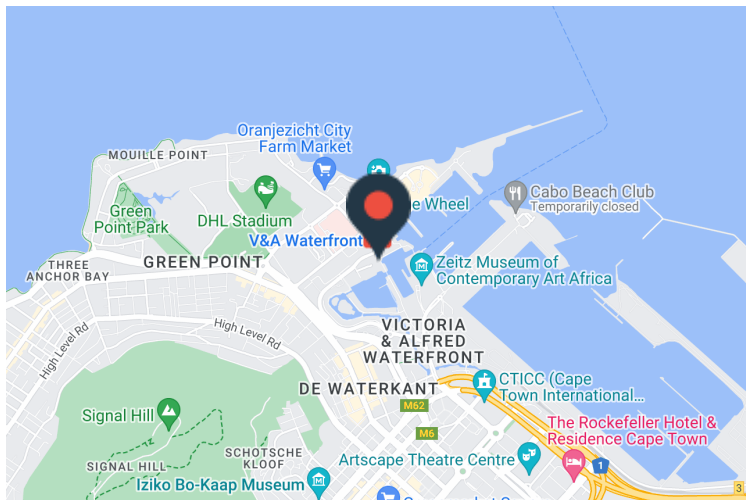 Oranjezicht City
Farm Market
MOUILLE POINT
Cabo Beach Club
Temporarily closed
Wheel
Green
Point Park
DHL Stadium
V&A Waterfront
Zeitz Museum of
Contemporary Art Africa
THREE
ANCHOR BAY
GREEN POINT
High Level Rd
High Level Rd
VICTORIA
& ALFRED
WATERFRONT
DE WATERKANT
CTICC (Cape
Town International...
M62
M6
Signal Hill
The Rockefeller Hotel &
Residence Cape Town
SCHOTSCHE
KLOOF
SIGNAL HILL
Artscape Theatre Centre
1
Iziko Bo-Kaap Museum
3